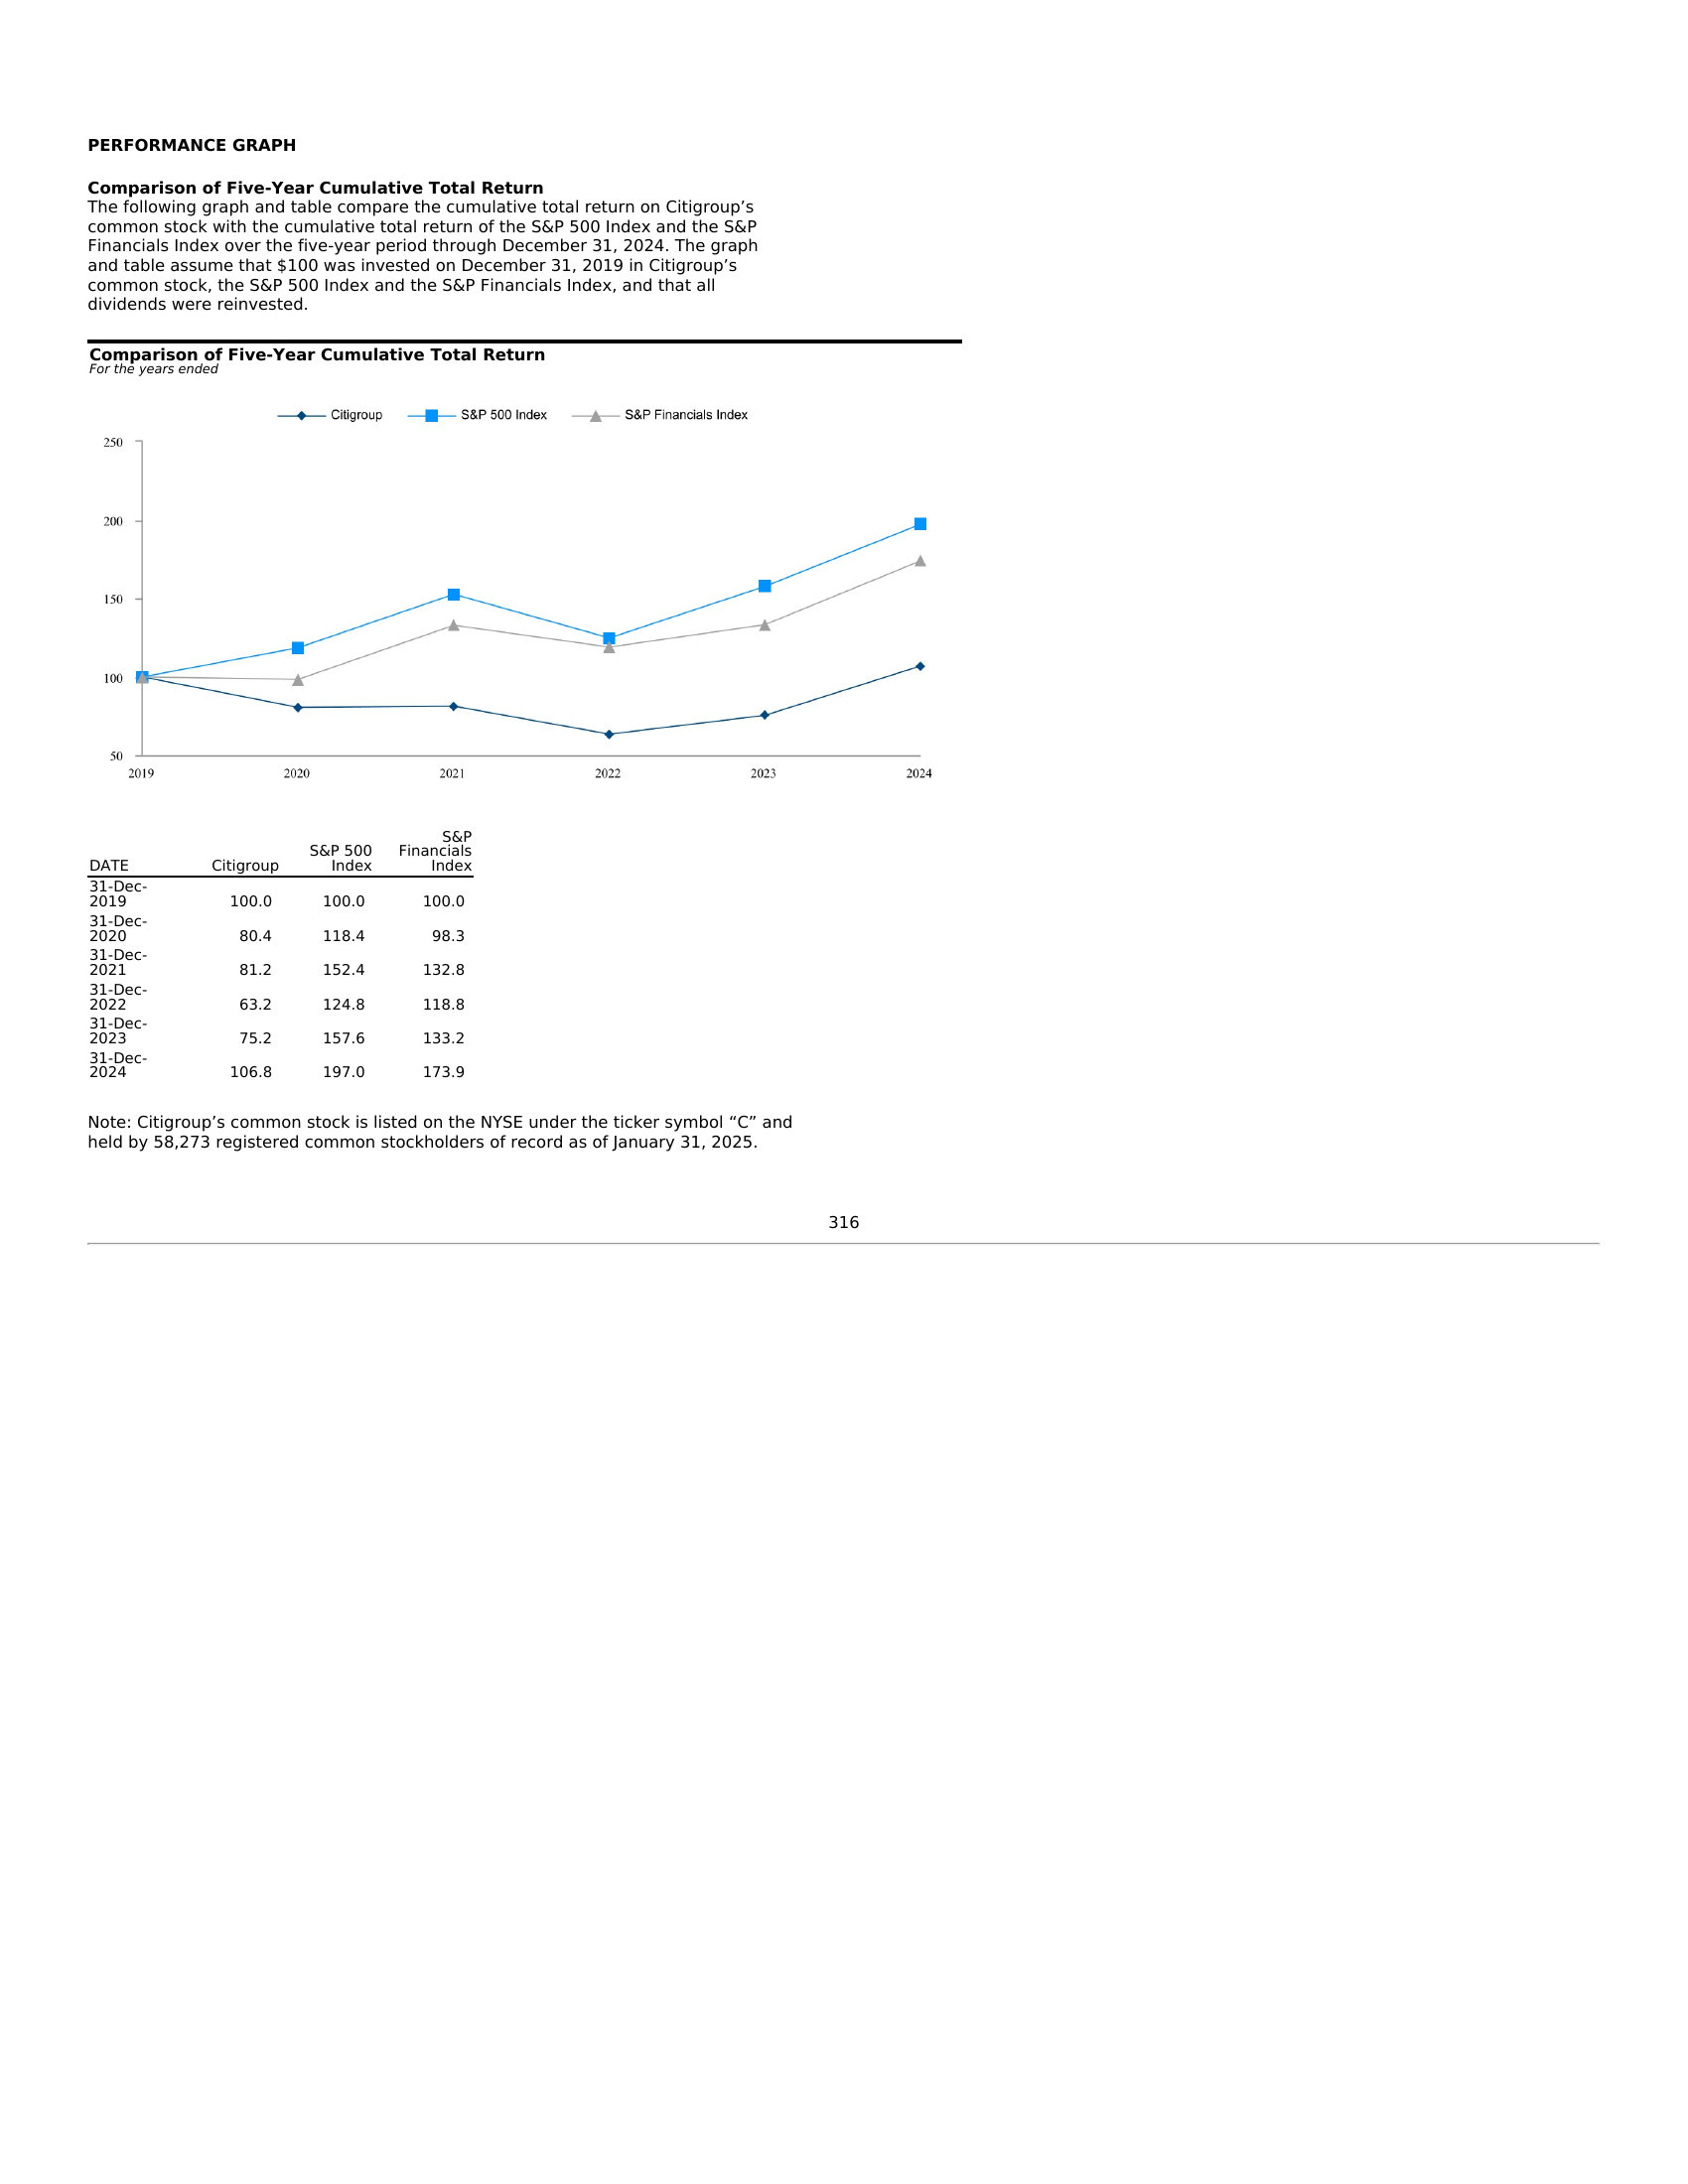 PERFORMANCE GRAPH
Comparison of Five-Year Cumulative Total Return
The following graph and table compare the cumulative total return on Citigroup’s
common stock with the cumulative total return of the S&P 500 Index and the S&P
Financials Index over the five-year period through December 31, 2024. The graph
and table assume that $100 was invested on December 31, 2019 in Citigroup’s
common stock, the S&P 500 Index and the S&P Financials Index, and that all
dividends were reinvested.
Comparison of Five-Year Cumulative Total Return
For the years ended
Citigroup S&P 500 Index S&P Financials Index
250
200
150
100
50
2019 2020 2021 2022 2023 2024
S&P
S&P 500 Financials
DATE Citigroup Index Index
31-Dec-
2019 100.0 100.0 100.0
31-Dec-
2020 80.4 118.4 98.3
31-Dec-
2021 81.2 152.4 132.8
31-Dec-
2022 63.2 124.8 118.8
31-Dec-
2023 75.2 157.6 133.2
31-Dec-
2024 106.8 197.0 173.9
Note: Citigroup’s common stock is listed on the NYSE under the ticker symbol “C” and
held by 58,273 registered common stockholders of record as of January 31, 2025.
316